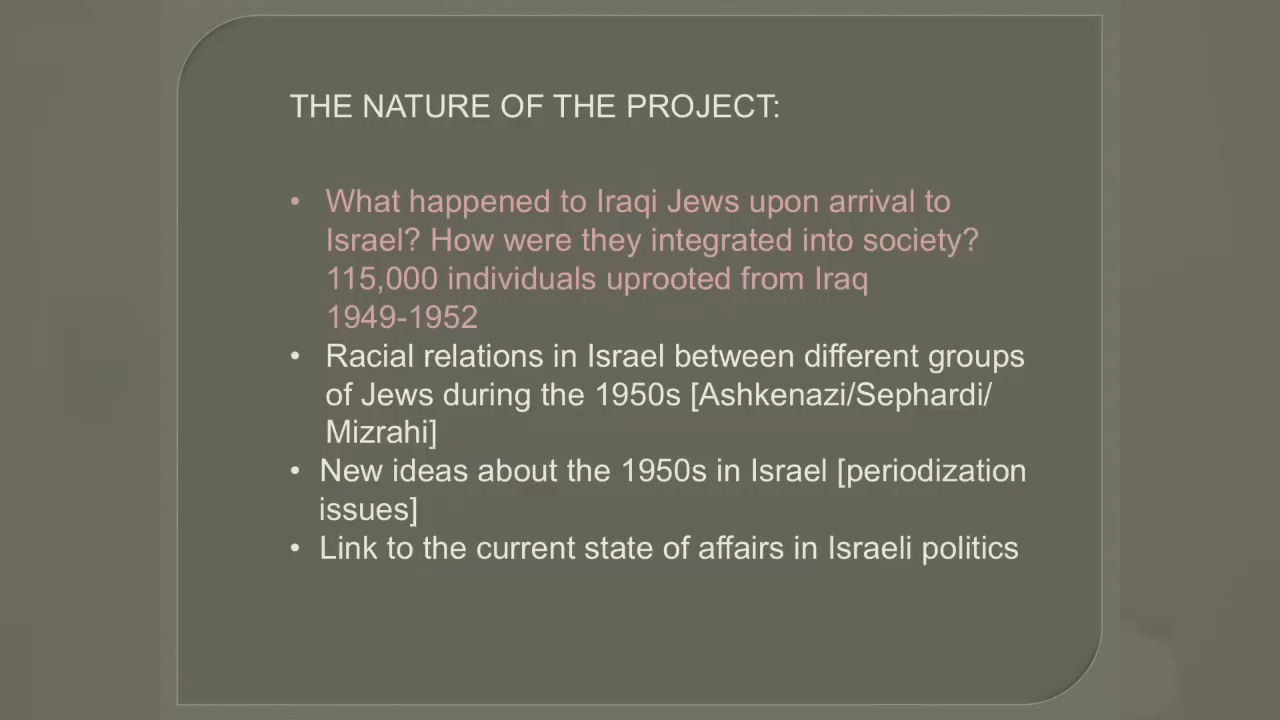 THE NATURE OF THE PROJECT:
• What happened to Iraqi Jews upon arrival to
Israel? How were they integrated into society?
115,000 individuals uprooted from Iraq
1949-1952
• Racial relations in Israel between different groups
of Jews during the 1950s [Ashkenazi/Sephardi/
Mizrahi]
• New ideas about the 1950s in Israel [periodization
issues]
• Link to the current state of affairs in Israeli politics